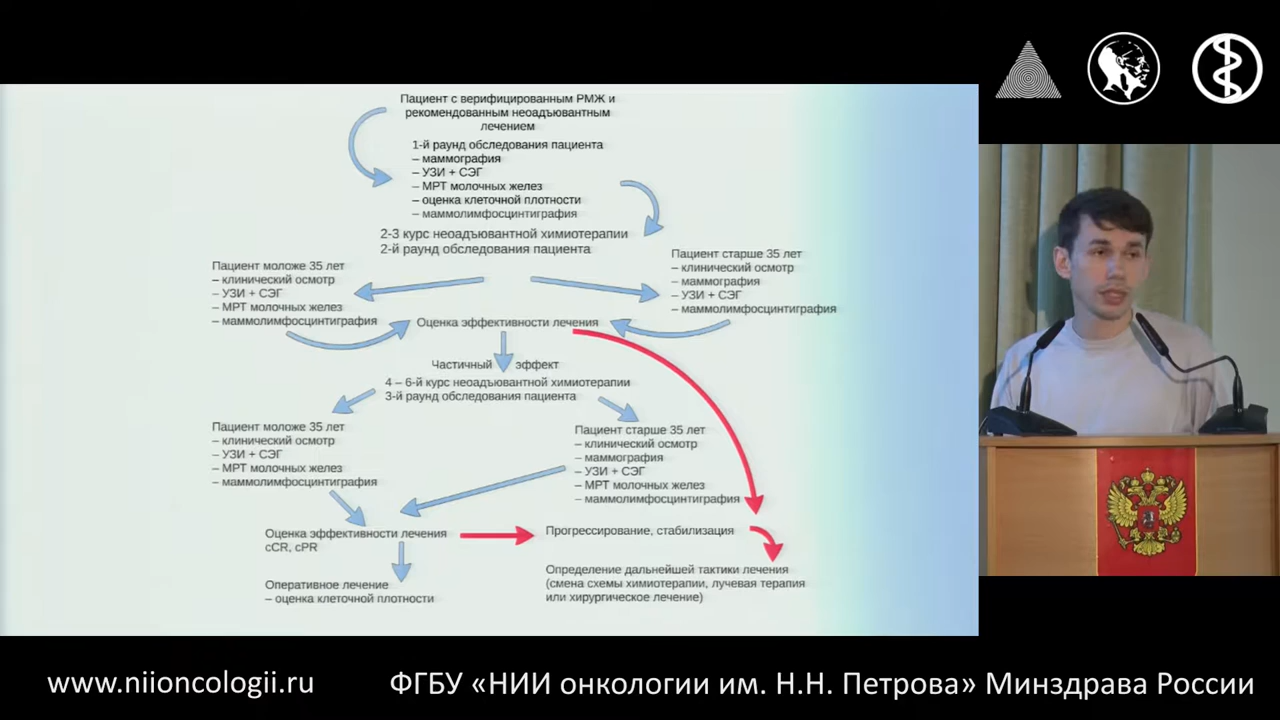 Пациент с верифицированным РМЖ и
рекомендованным неоадъювантным
лечением
1-й раунд обследования пациента
– маммография
– УЗИ + СЭГ
– МРТ молочных желез
– оценка клеточной плотности
– маммолимфосцинтиграфия
2-3 курс неоадъювантной химиотерапии
2-й раунд обследования пациента
Пациент моложе 35 лет
– клинический осмотр
– УЗИ + СЭГ
– МРТ молочных желез
– маммолимфосцинтиграфия
Пациент старше 35 лет
– клинический осмотр
– маммография
– УЗИ + СЭГ
– маммолимфосцинтиграфия
Оценка эффективности лечения
Частичный эффект
4 – 6-й курс неоадъювантной химиотерапии
3-й раунд обследования пациента
Пациент моложе 35 лет
– клинический осмотр
– УЗИ + СЭГ
– МРТ молочных желез
– маммолимфосцинтиграфия
Пациент старше 35 лет
– клинический осмотр
– маммография
– УЗИ + СЭГ
– МРТ молочных желез
– маммолимфосцинтиграфия
Оценка эффективности лечения
cCR, cPR
Прогрессирование, стабилизация
Оперативное лечение
– оценка клеточной плотности
Определение дальнейшей тактики лечения
(смена схемы химиотерапии, лучевая терапия
или хирургическое лечение)
www.niioncologii.ru
ФГБУ «НИИ онкологии им. Н.Н. Петрова» Минздрава России